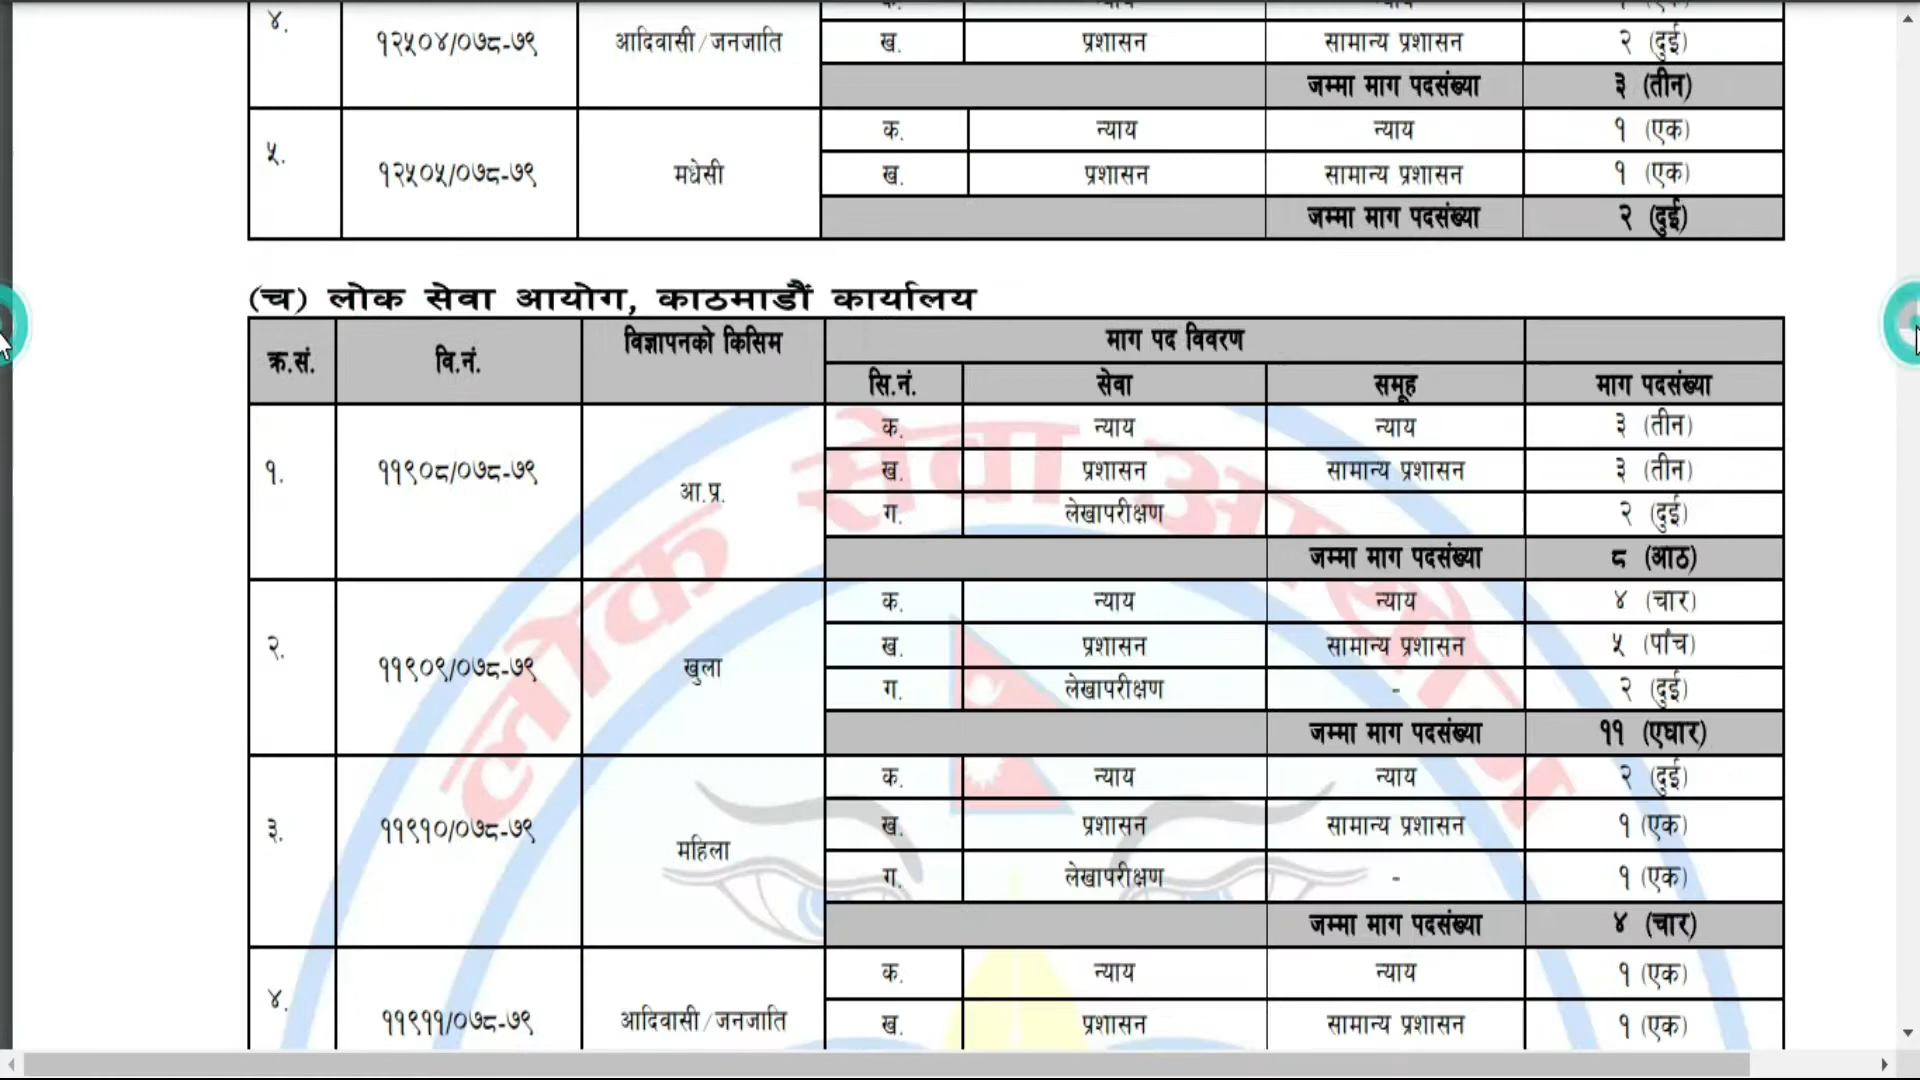 ४.
१२५०४/०७८-७९ आदिवासी/जनजाति ख. प्रशासन सामान्य प्रशासन २ (दुई)
जम्मा माग पदसंख्या ३ (तीन)
क. न्याय न्याय १ (एक)
५.
१२५०५/०७८-७९ मधेसी ख. प्रशासन सामान्य प्रशासन १ (एक)
जम्मा माग पदसंख्या २ (दुई)
(च) लोक सेवा आयोग, काठमाडौं कार्यालय
क्र.सं. वि.नं. विज्ञापनको किसिम माग पद विवरण
सि.नं. सेवा समूह माग पदसंख्या
क. न्याय न्याय ३ (तीन)
१. ११९०८/०७८-७९ आ.प्र. ख. प्रशासन सामान्य प्रशासन ३ (तीन)
ग. लेखापरीक्षण २ (दुई)
जम्मा माग पदसंख्या ८ (आठ)
क. न्याय न्याय ४ (चार)
२. ११९०९/०७८-७९ खुला ख. प्रशासन सामान्य प्रशासन ५ (पाँच)
ग. लेखापरीक्षण - २ (दुई)
जम्मा माग पदसंख्या ११ (एघार)
क. न्याय न्याय २ (दुई)
३. ११९१०/०७८-७९ महिला ख. प्रशासन सामान्य प्रशासन १ (एक)
ग. लेखापरीक्षण - १ (एक)
जम्मा माग पदसंख्या ४ (चार)
क. न्याय न्याय १ (एक)
४. ११९११/०७८-७९ आदिवासी/जनजाति ख. प्रशासन सामान्य प्रशासन १ (एक)
लोक सेवा आयोग